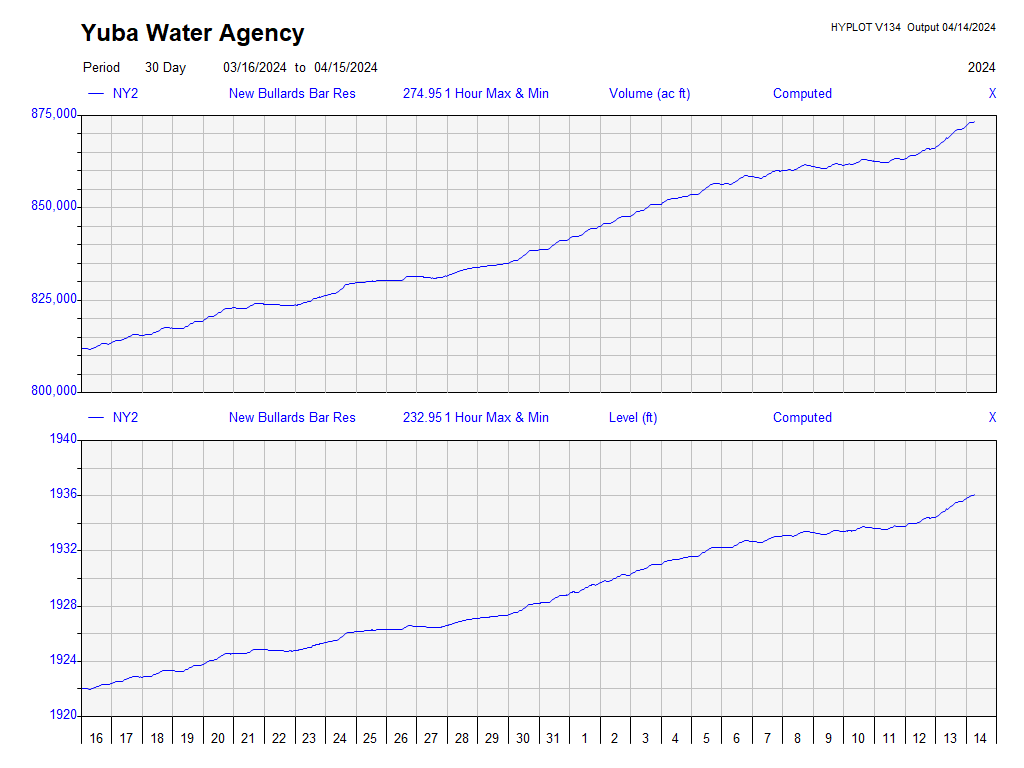 Yuba Water Agency
HYPLOT V134 Output 04/14/2024
Period 30 Day 03/16/2024 to 04/15/2024 2024
NY2 New Bullards Bar Res 274.95 1 Hour Max & Min Volume (ac ft) Computed X
875,000
850,000
825,000
800,000
NY2 New Bullards Bar Res 232.95 1 Hour Max & Min Level (ft) Computed X
1940
1936
1932
1928
1924
1920
16 17 18 19 20 21 22 23 24 25 26 27 28 29 30 31 1 2 3 4 5 6 7 8 9 10 11 12 13 14